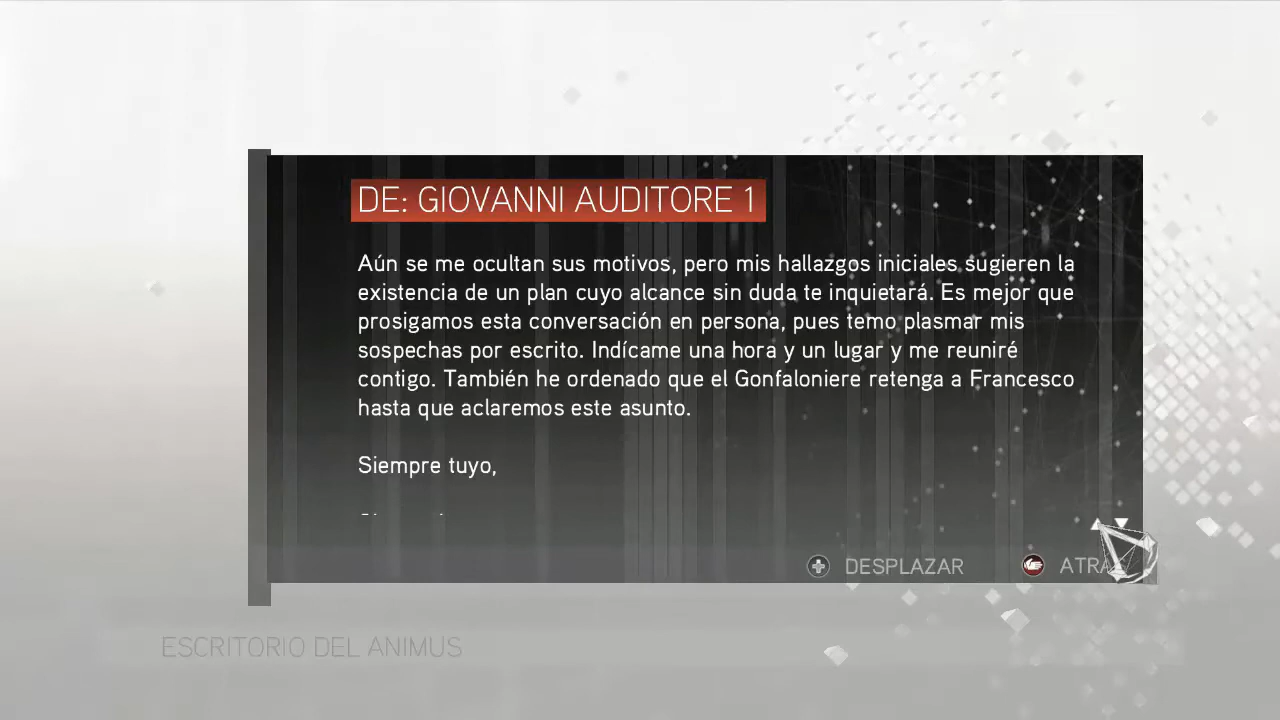 DE: GIOVANNI AUDITORE 1
Aún se me ocultan sus motivos, pero mis hallazgos iniciales sugieren la
existencia de un plan cuyo alcance sin duda te inquietará. Es mejor que
prosigamos esta conversación en persona, pues temo plasmar mis
sospechas por escrito. Indícame una hora y un lugar y me reuniré
contigo. También he ordenado que el Gonfaloniere retenga a Francesco
hasta que aclaremos este asunto.
Siempre tuyo,
DESPLAZAR
ATRÁS
ESCRITORIO DEL ANIMUS